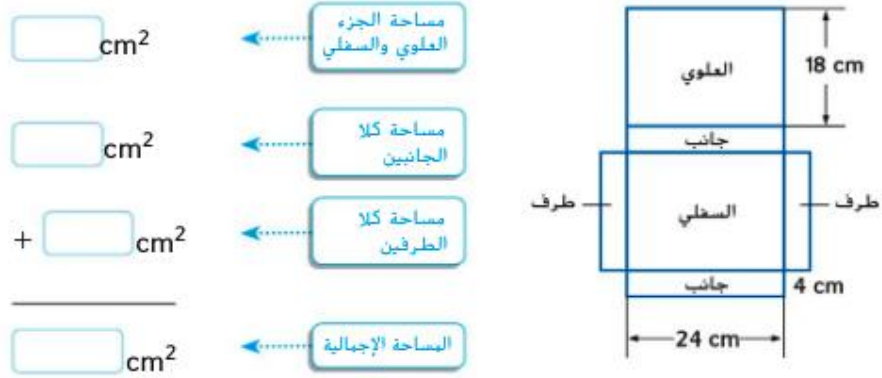 مساحة الجزء
العلوي والسفلي
cm²
مساحة كلا
الجانبين
cm²
مساحة كلا
الطرفين
+ cm²
المساحة الإجمالية
cm²
العلوي
18 cm
جانب
طرف
السفلي
طرف
جانب
4 cm
24 cm